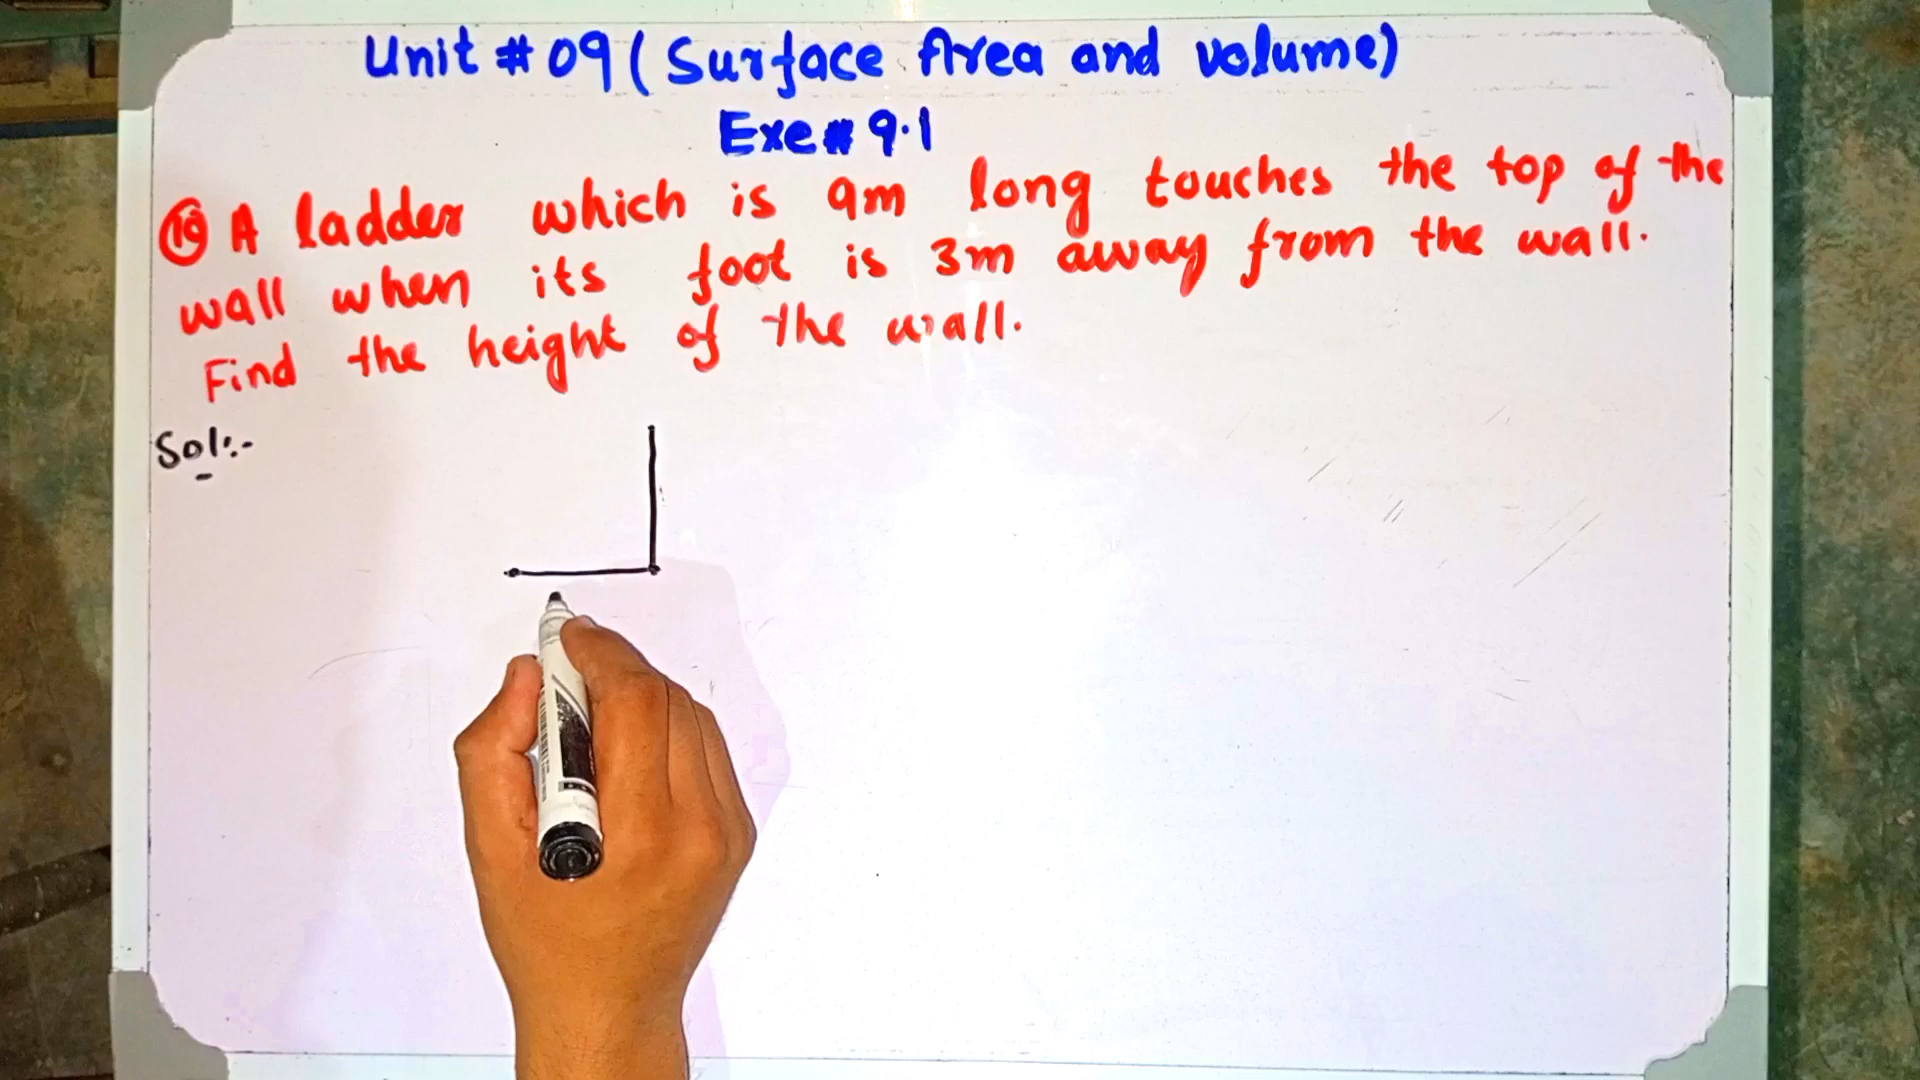 Unit # 09 ( Surface Area and volume)
Exe # 9.1
A ladder which is 9m long touches the top of the
wall when its foot is 3m away from the wall.
Find the height of the wall.
Sol:-